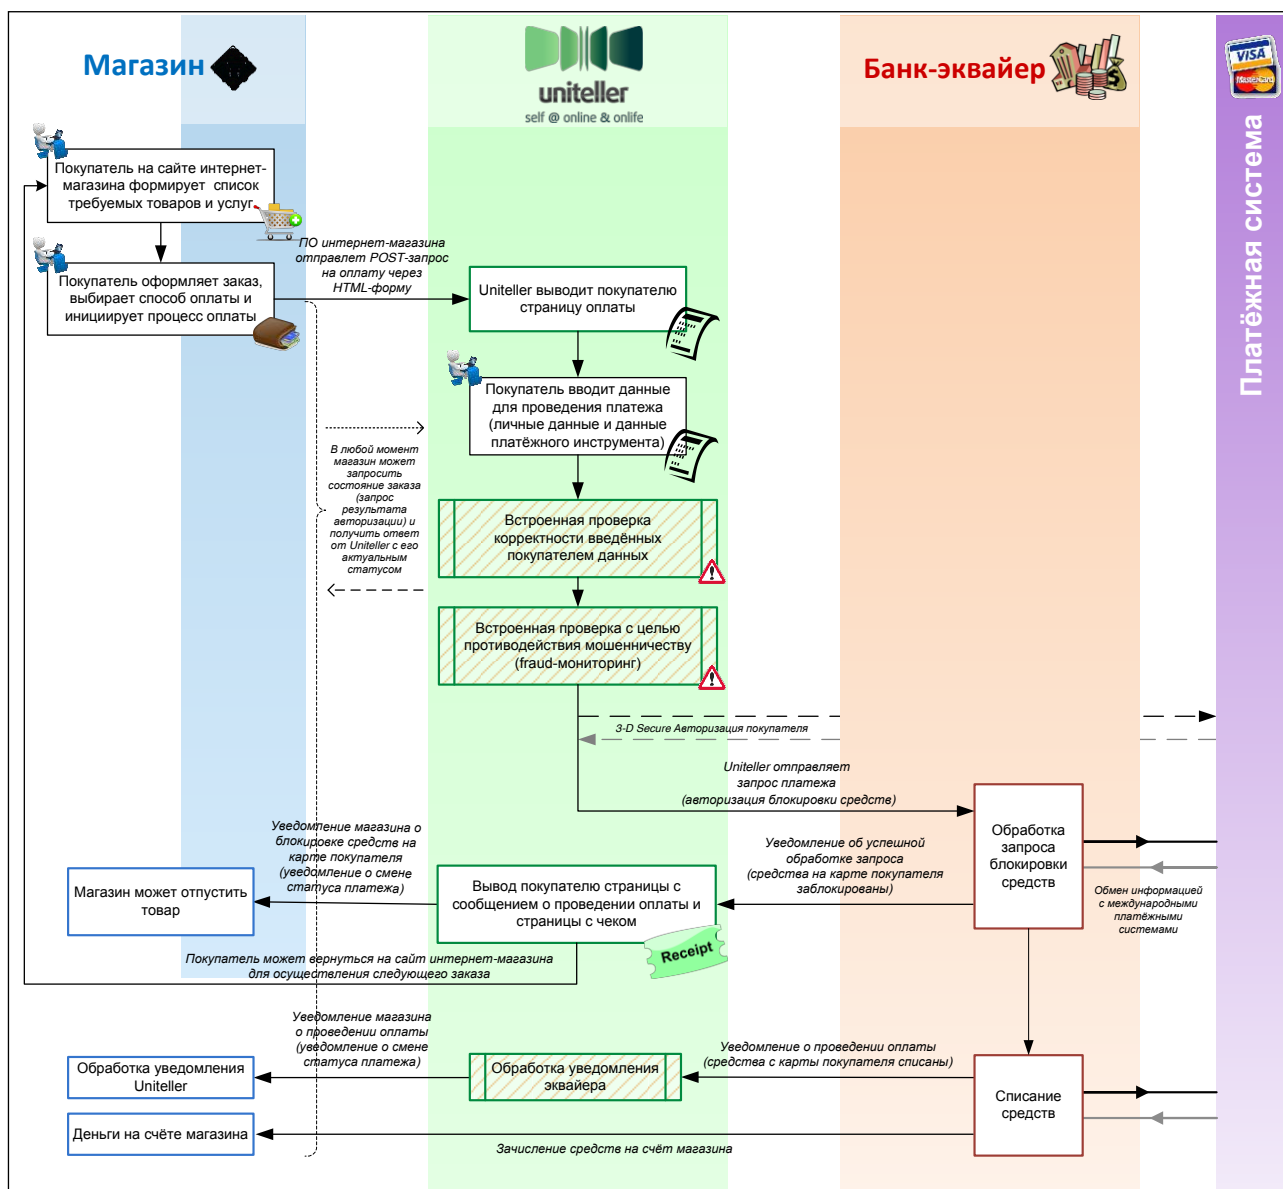 Магазин
uniteller
self @ online & onlife
Банк-эквайер
VISA
MasterCard
Платёжная система
Покупатель на сайте интернет-
магазина формирует список
требуемых товаров и услуг
ПО интернет-магазина
отправлет POST-запрос
на оплату через
HTML-форму
Покупатель оформляет заказ,
выбирает способ оплаты и
инициирует процесс оплаты
Uniteller выводит покупателю
страницу оплаты
Покупатель вводит данные
для проведения платежа
(личные данные и данные
платёжного инструмента)
В любой момент
магазин может
запросить
состояние заказа
(запрос
результата
авторизации) и
получить ответ
от Uniteller с его
актуальным
статусом
Встроенная проверка
корректности введённых
покупателем данных
Встроенная проверка с целью
противодействия мошенничеству
(fraud-мониторинг)
3-D Secure Авторизация покупателя
Uniteller отправляет
запрос платежа
(авторизация блокировки средств)
Обработка
запроса
блокировки
средств
Уведомление магазина о
блокировке средств на
карте покупателя
(уведомление о смене
статуса платежа)
Уведомление об успешной
обработке запроса
(средства на карте покупателя
заблокированы)
Магазин может отпустить
товар
Вывод покупателю страницы с
сообщением о проведении оплаты и
страницы с чеком
Receipt
Обмен информацией
с международными
платёжными
системами
Покупатель может вернуться на сайт интернет-магазина
для осуществления следующего заказа
Уведомление магазина
о проведении оплаты
(уведомление о смене
статуса платежа)
Уведомление о проведении оплаты
(средства с карты покупателя списаны)
Обработка уведомления
Uniteller
Обработка уведомления
эквайера
Списание
средств
Деньги на счёте магазина
Зачисление средств на счёт магазина